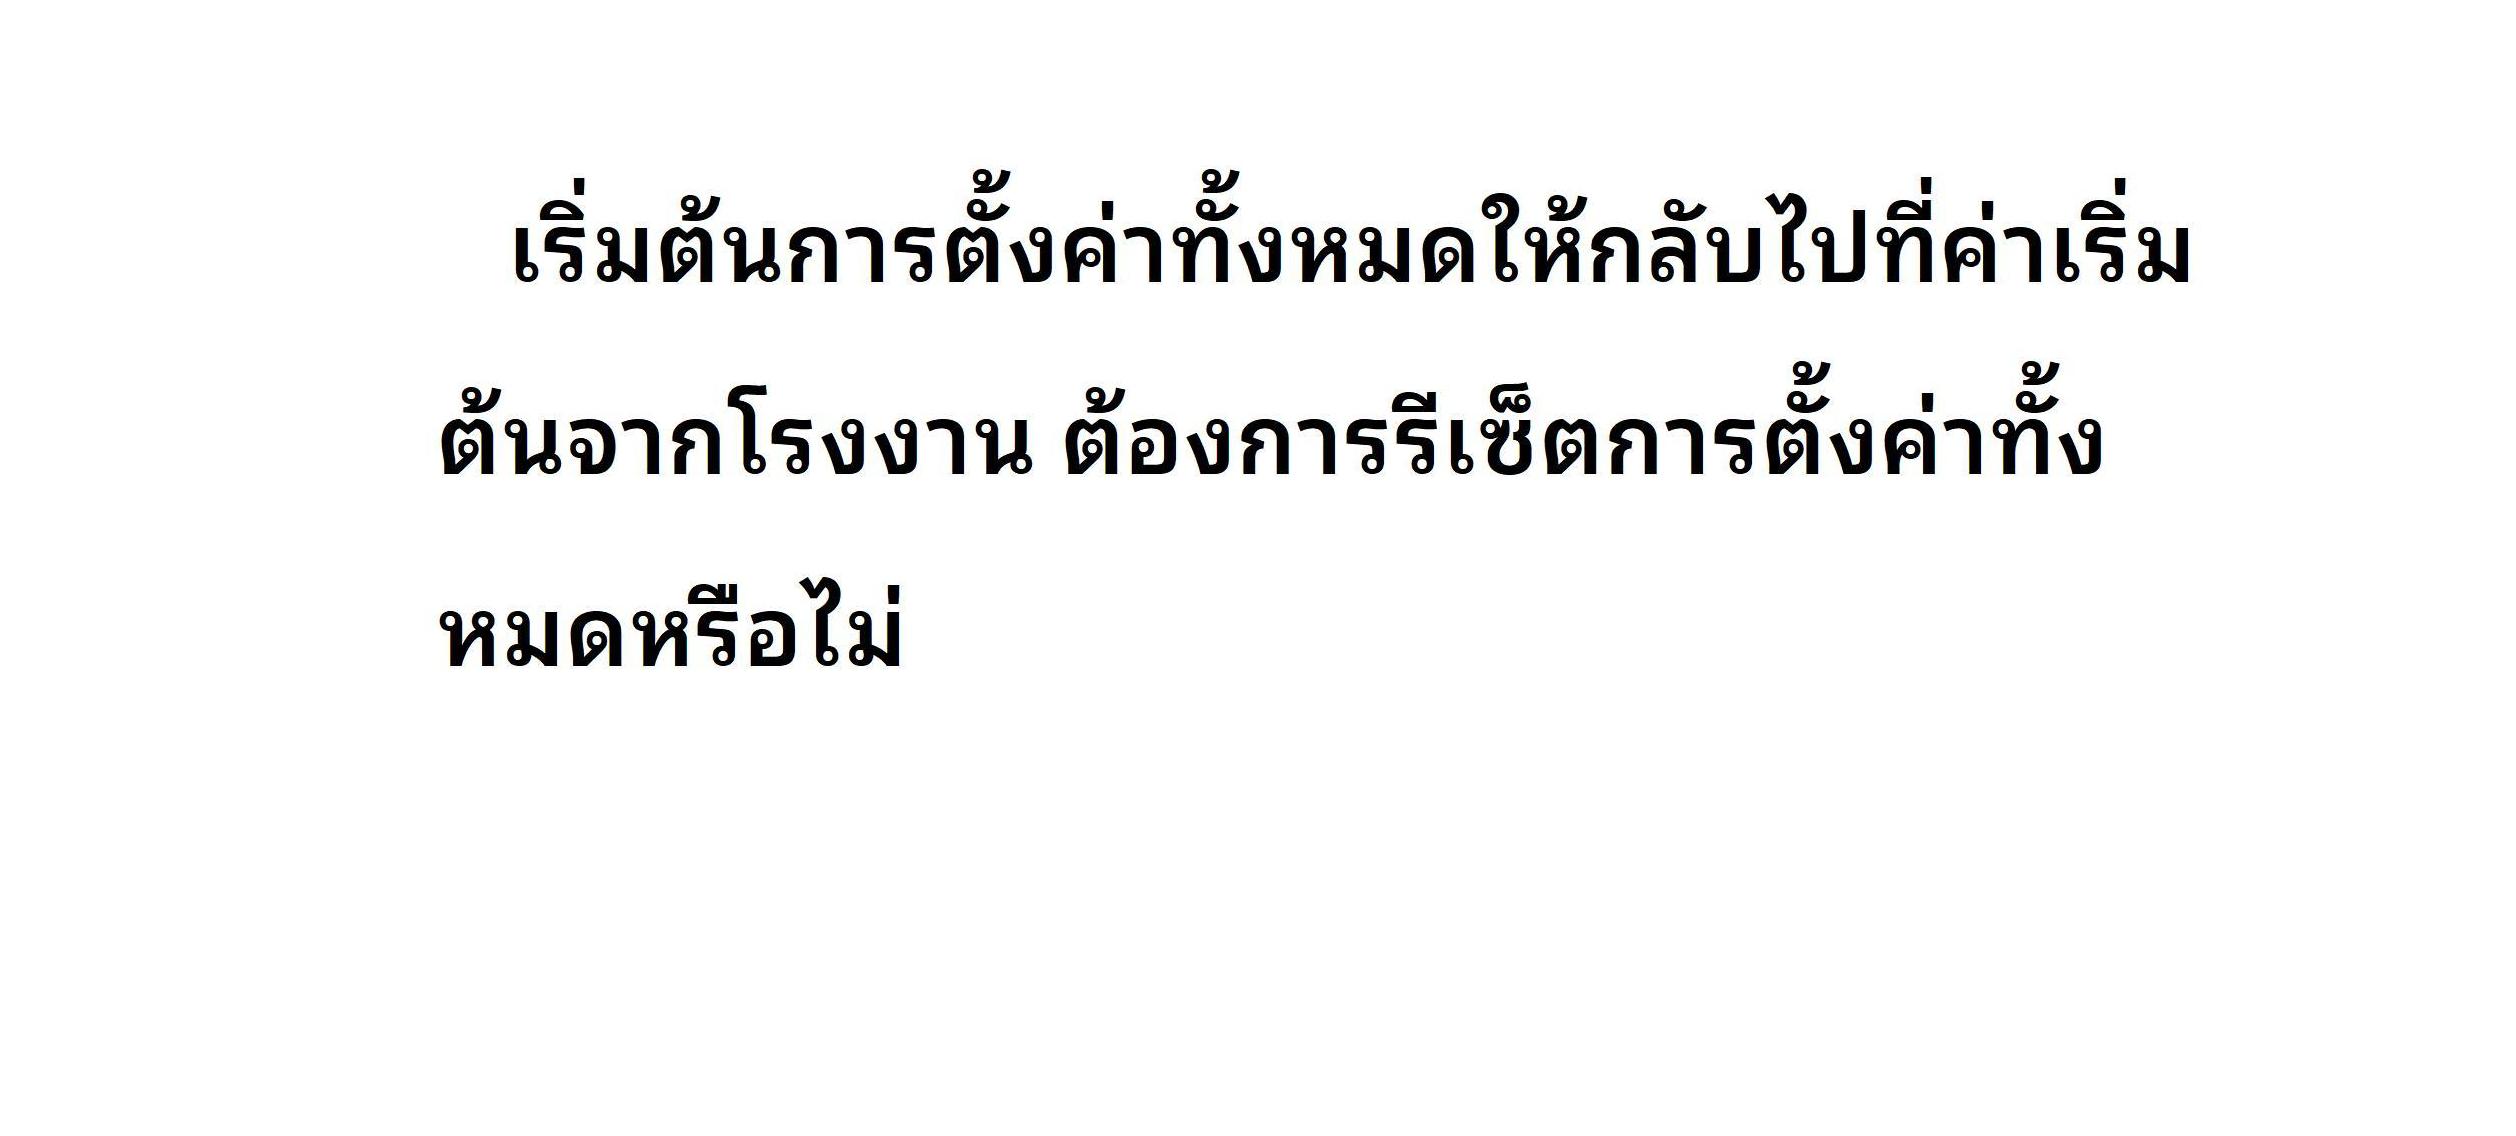 เริ่มต้นการตั้งค่าทั้งหมดให้กลับไปที่ค่าเริ่ม
ต้นจากโรงงาน ต้องการรีเซ็ตการตั้งค่าทั้ง
หมดหรือไม่